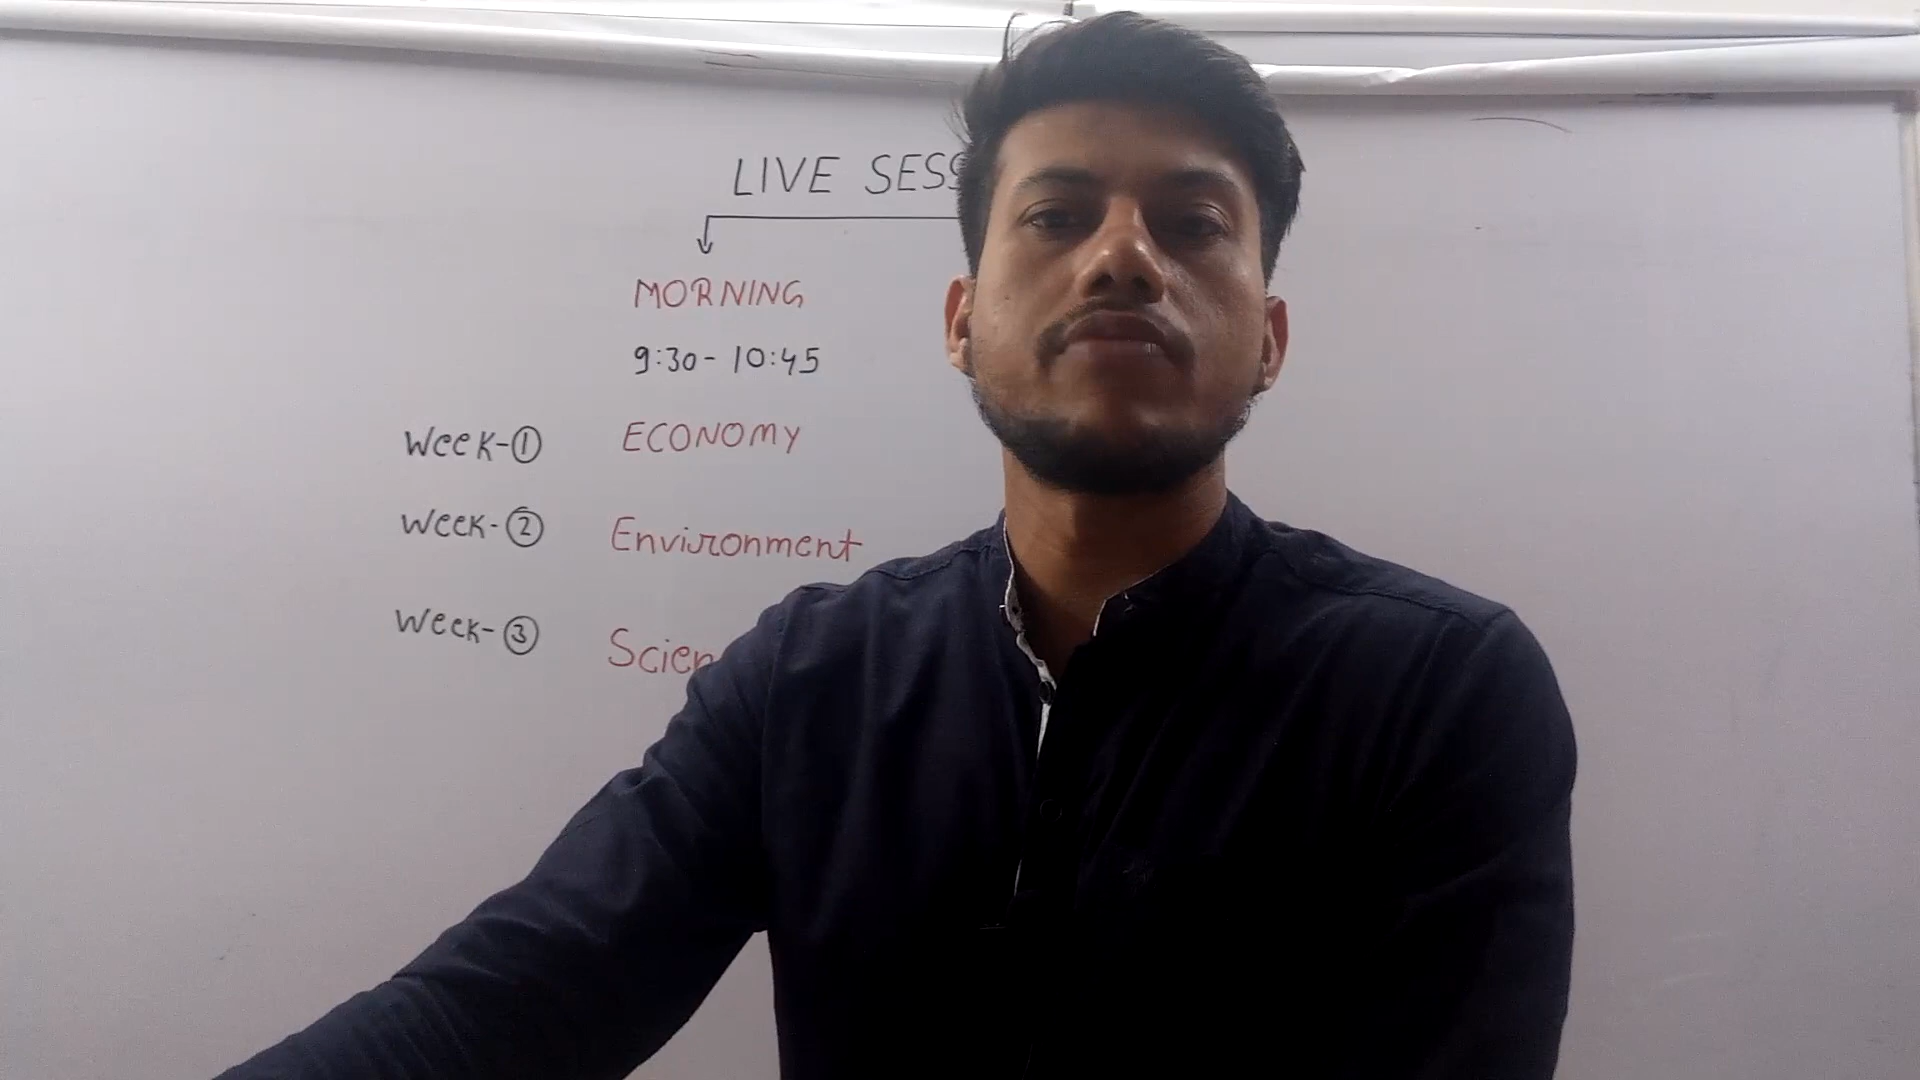 LIVE SESS
MORNING
9:30 - 10:45
Week-① ECONOMY
Week-② Environment
Week-③ Scien